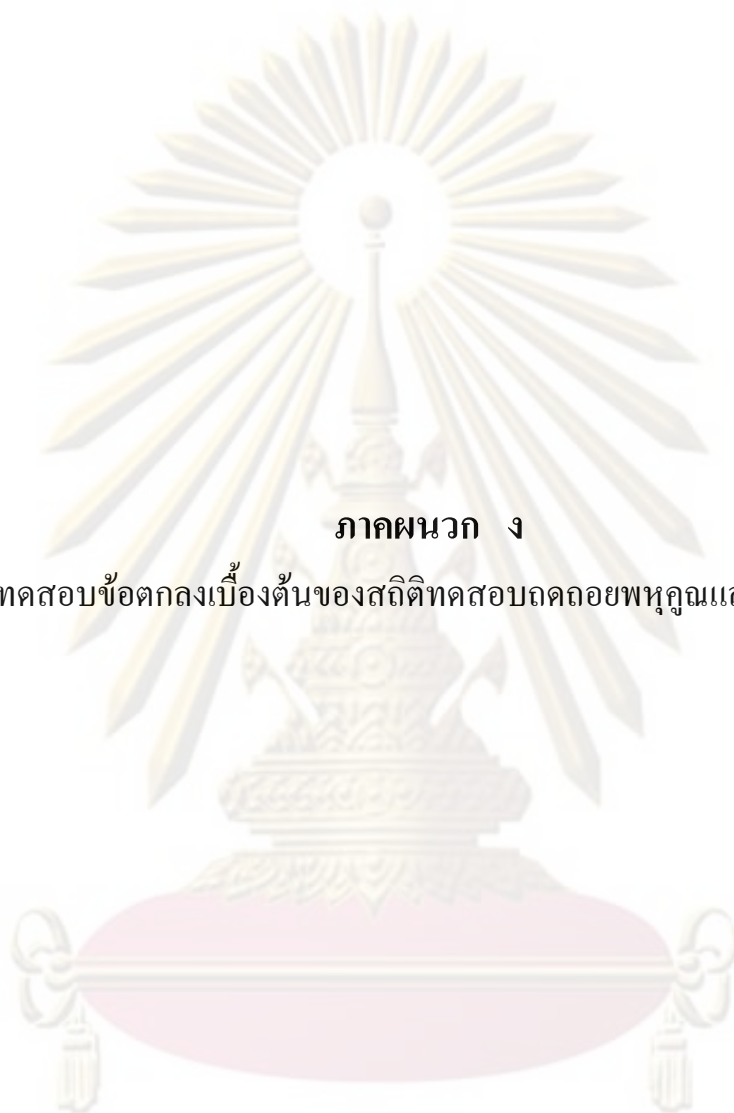 ภาคผนวก ง
ทดสอบข้อตกลงเบื้องต้นของสถิติทดสอบถดถอยพหุคูณแล